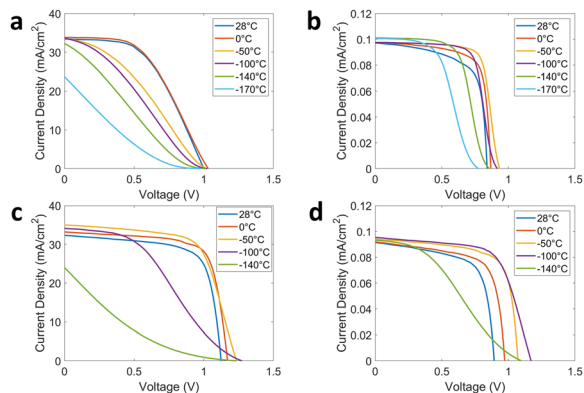 a
Current Density (mA/cm²)
40
30
20
10
0
0
0.5
1
1.5
Voltage (V)
28°C
0°C
-50°C
-100°C
-140°C
-170°C
b
Current Density (mA/cm²)
0.12
0.1
0.08
0.06
0.04
0.02
0
0
0.5
1
1.5
Voltage (V)
28°C
0°C
-50°C
-100°C
-140°C
-170°C
c
Current Density (mA/cm²)
40
30
20
10
0
0
0.5
1
1.5
Voltage (V)
28°C
0°C
-50°C
-100°C
-140°C
d
Current Density (mA/cm²)
0.12
0.1
0.08
0.06
0.04
0.02
0
0
0.5
1
1.5
Voltage (V)
28°C
0°C
-50°C
-100°C
-140°C